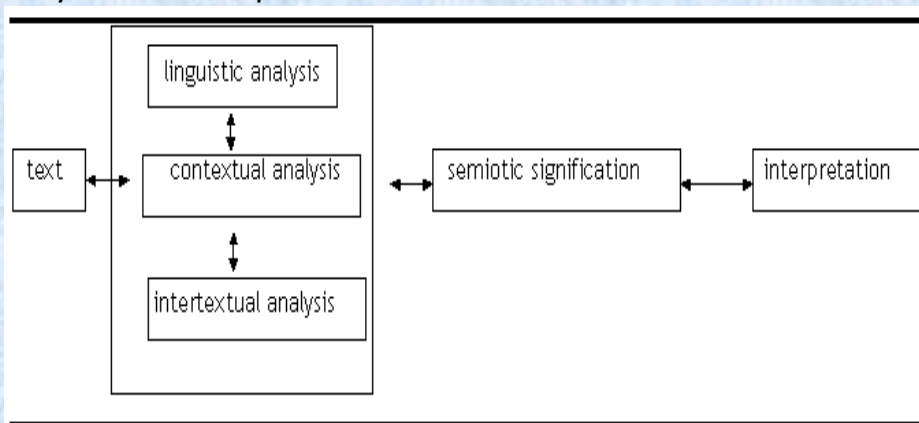 linguistic analysis
text
contextual analysis
semiotic signification
interpretation
intertextual analysis